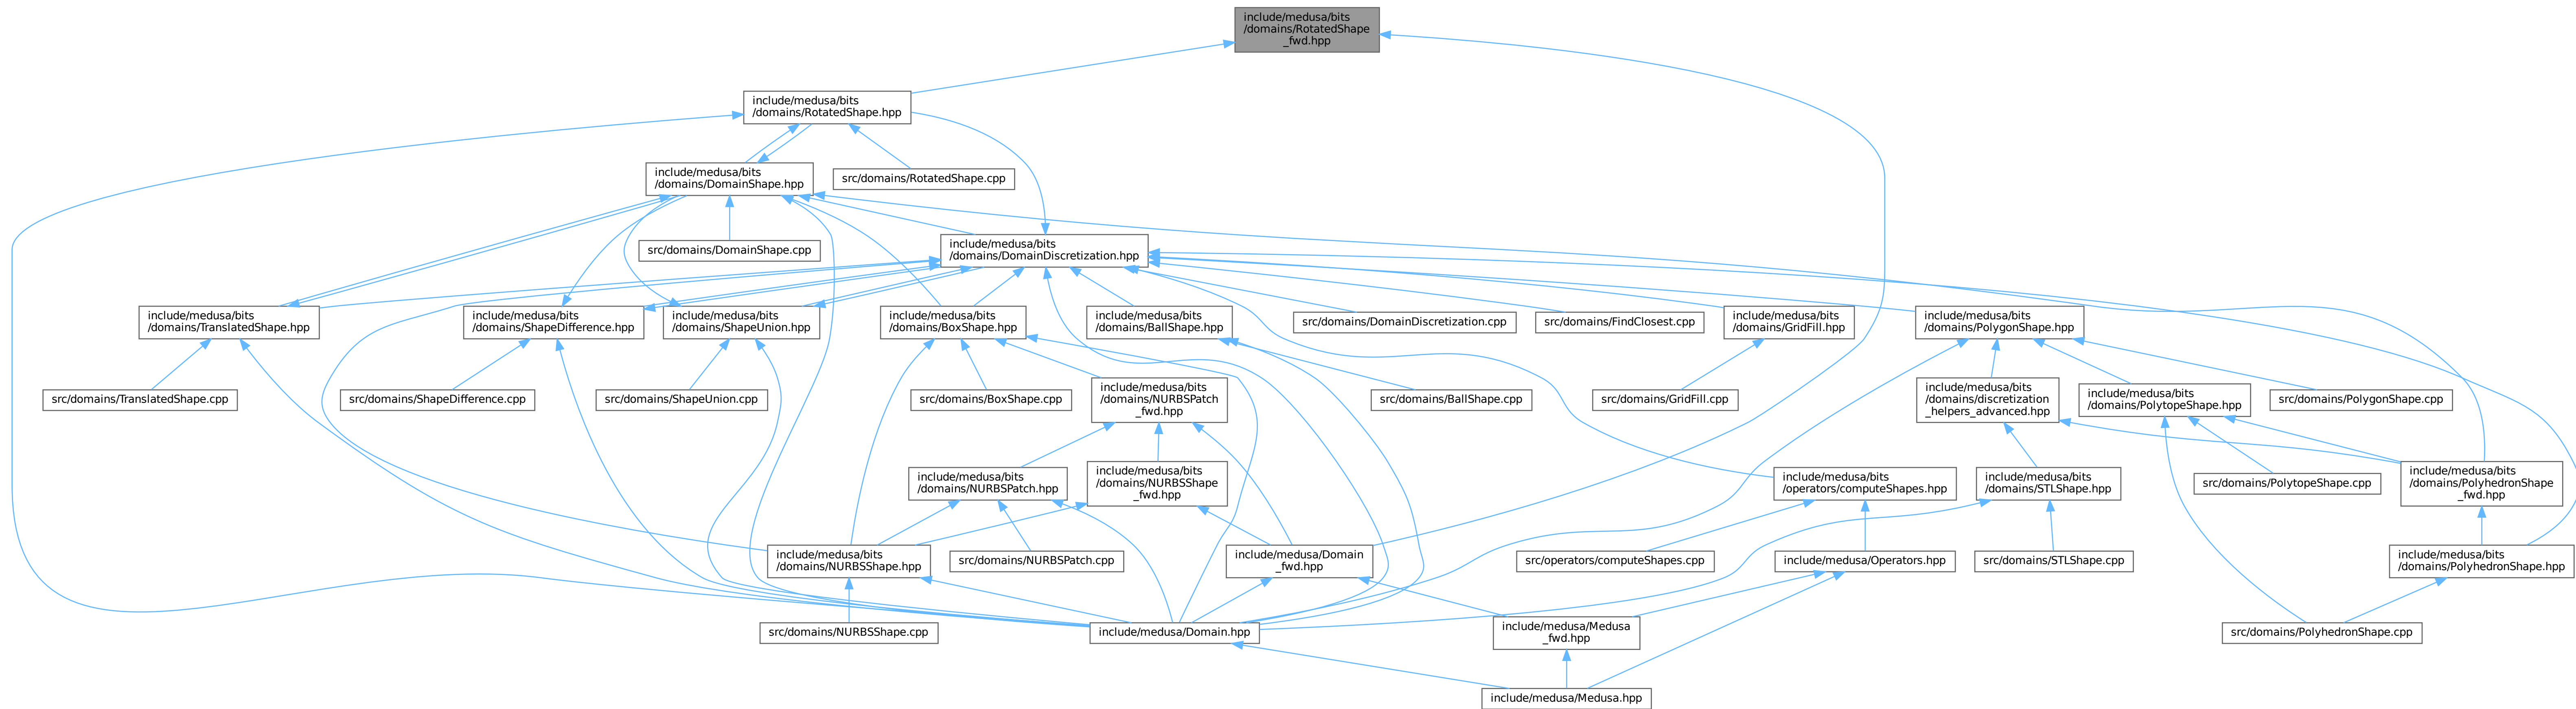 include/medusa/bits
/domains/RotatedShape
_fwd.hpp
include/medusa/bits
/domains/RotatedShape.hpp
include/medusa/bits
/domains/DomainShape.hpp
src/domains/RotatedShape.cpp
src/domains/DomainShape.cpp
include/medusa/bits
/domains/DomainDiscretization.hpp
include/medusa/bits
/domains/TranslatedShape.hpp
include/medusa/bits
/domains/ShapeDifference.hpp
include/medusa/bits
/domains/ShapeUnion.hpp
include/medusa/bits
/domains/BoxShape.hpp
include/medusa/bits
/domains/BallShape.hpp
src/domains/DomainDiscretization.cpp
src/domains/FindClosest.cpp
include/medusa/bits
/domains/GridFill.hpp
include/medusa/bits
/domains/PolygonShape.hpp
src/domains/TranslatedShape.cpp
src/domains/ShapeDifference.cpp
src/domains/ShapeUnion.cpp
src/domains/BoxShape.cpp
include/medusa/bits
/domains/NURBSPatch
_fwd.hpp
src/domains/BallShape.cpp
src/domains/GridFill.cpp
include/medusa/bits
/domains/discretization
_helpers_advanced.hpp
include/medusa/bits
/domains/PolytopeShape.hpp
src/domains/PolygonShape.cpp
include/medusa/bits
/domains/NURBSPatch.hpp
include/medusa/bits
/domains/NURBSShape
_fwd.hpp
include/medusa/bits
/operators/computeShapes.hpp
include/medusa/bits
/domains/STLShape.hpp
src/domains/PolytopeShape.cpp
include/medusa/bits
/domains/PolyhedronShape
_fwd.hpp
include/medusa/bits
/domains/NURBSShape.hpp
src/domains/NURBSPatch.cpp
include/medusa/Domain
_fwd.hpp
src/operators/computeShapes.cpp
include/medusa/Operators.hpp
src/domains/STLShape.cpp
include/medusa/bits
/domains/PolyhedronShape.hpp
src/domains/NURBSShape.cpp
include/medusa/Domain.hpp
include/medusa/Medusa
_fwd.hpp
src/domains/PolyhedronShape.cpp
include/medusa/Medusa.hpp